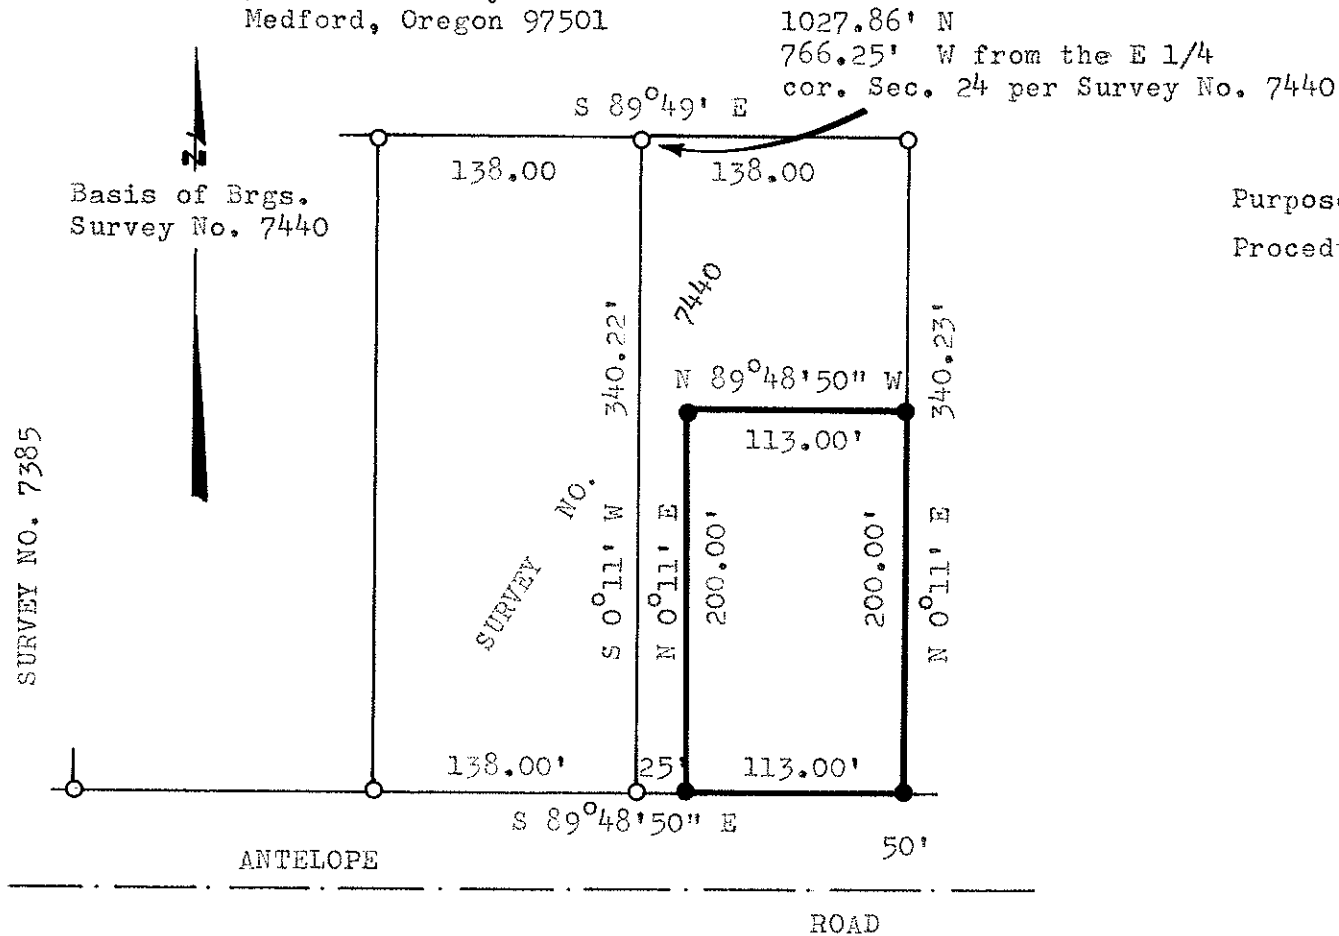 Medford, Oregon 97501
1027.86' N
766.25' W from the E 1/4
cor. Sec. 24 per Survey No. 7440
S 89°49' E
138.00
138.00
N
Basis of Brgs.
Survey No. 7440
7440
340.22'
340.23'
N 89°48'50" W
113.00'
SURVEY NO. 7385
SURVEY NO.
S 0°11' W
N 0°11' E
200.00'
200.00'
N 0°11' E
138.00'
25'
113.00'
S 89°48'50" E
50'
ANTELOPE
ROAD